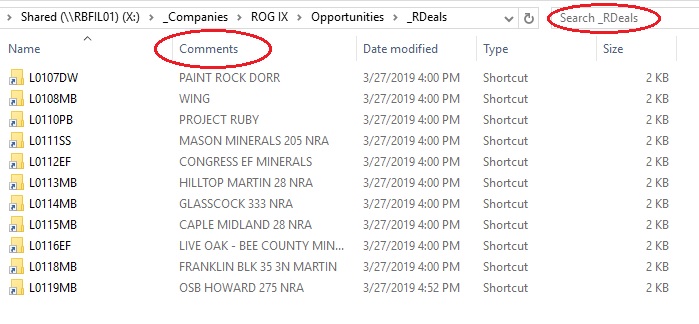 Shared (\\RBFIL01) (X:) > _Companies > ROG IX > Opportunities > _RDeals Search _RDeals
Name Comments Date modified Type Size
L0107DW PAINT ROCK DORR 3/27/2019 4:00 PM Shortcut 2 KB
L0108MB WING 3/27/2019 4:00 PM Shortcut 2 KB
L0110PB PROJECT RUBY 3/27/2019 4:00 PM Shortcut 2 KB
L0111SS MASON MINERALS 205 NRA 3/27/2019 4:00 PM Shortcut 2 KB
L0112EF CONGRESS EF MINERALS 3/27/2019 4:00 PM Shortcut 2 KB
L0113MB HILLTOP MARTIN 28 NRA 3/27/2019 4:00 PM Shortcut 2 KB
L0114MB GLASSCOCK 333 NRA 3/27/2019 4:00 PM Shortcut 2 KB
L0115MB CAPLE MIDLAND 28 NRA 3/27/2019 4:00 PM Shortcut 2 KB
L0116EF LIVE OAK - BEE COUNTY MIN... 3/27/2019 4:00 PM Shortcut 2 KB
L0118MB FRANKLIN BLK 35 3N MARTIN 3/27/2019 4:00 PM Shortcut 2 KB
L0119MB OSB HOWARD 275 NRA 3/27/2019 4:52 PM Shortcut 2 KB